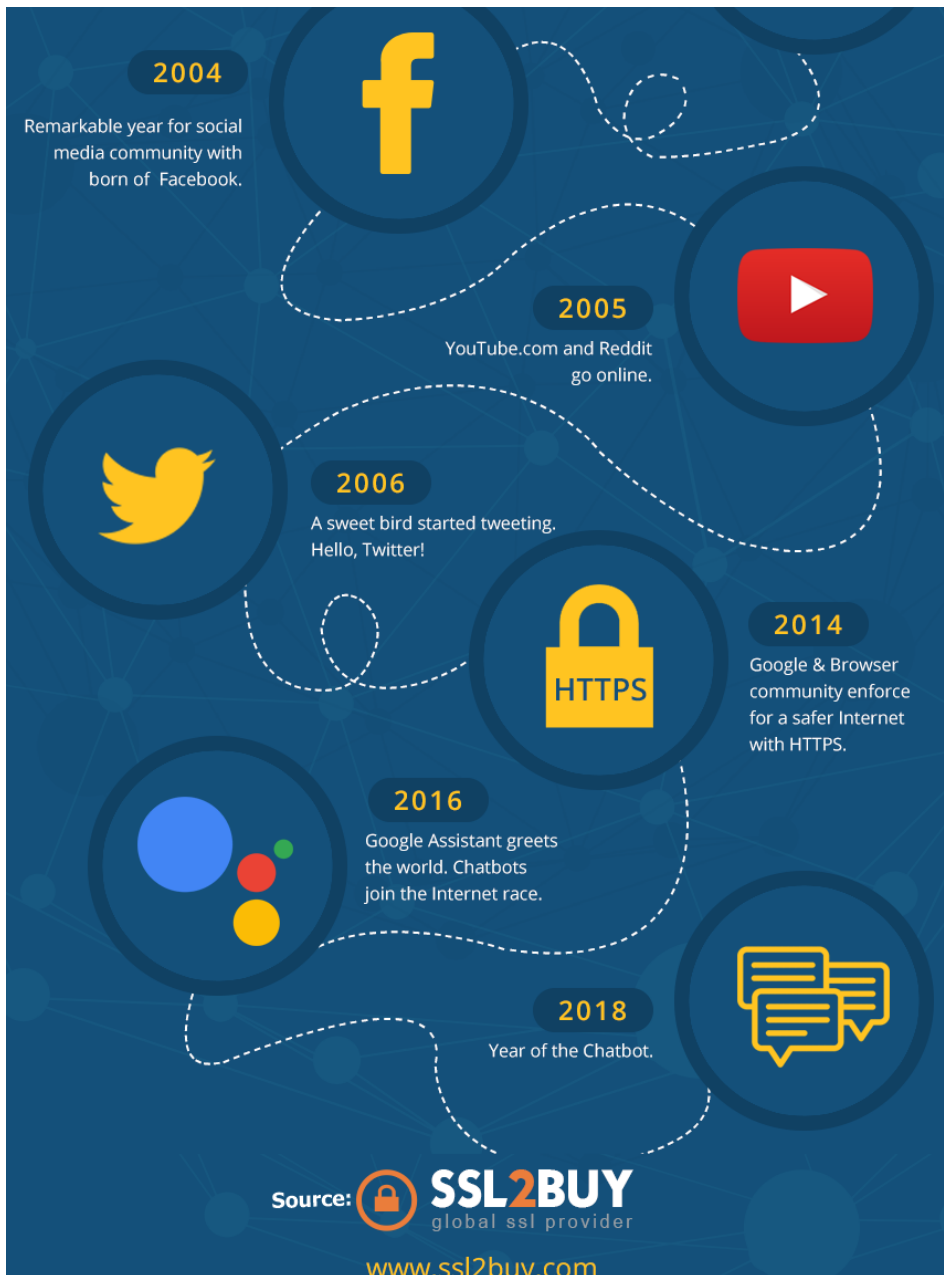 2004
Remarkable year for social
media community with
born of Facebook.
2005
YouTube.com and Reddit
go online.
2006
A sweet bird started tweeting.
Hello, Twitter!
HTTPS
2014
Google & Browser
community enforce
for a safer Internet
with HTTPS.
2016
Google Assistant greets
the world. Chatbots
join the Internet race.
2018
Year of the Chatbot.
Source: SSL2BUY
global ssl provider
www.ssl2buy.com